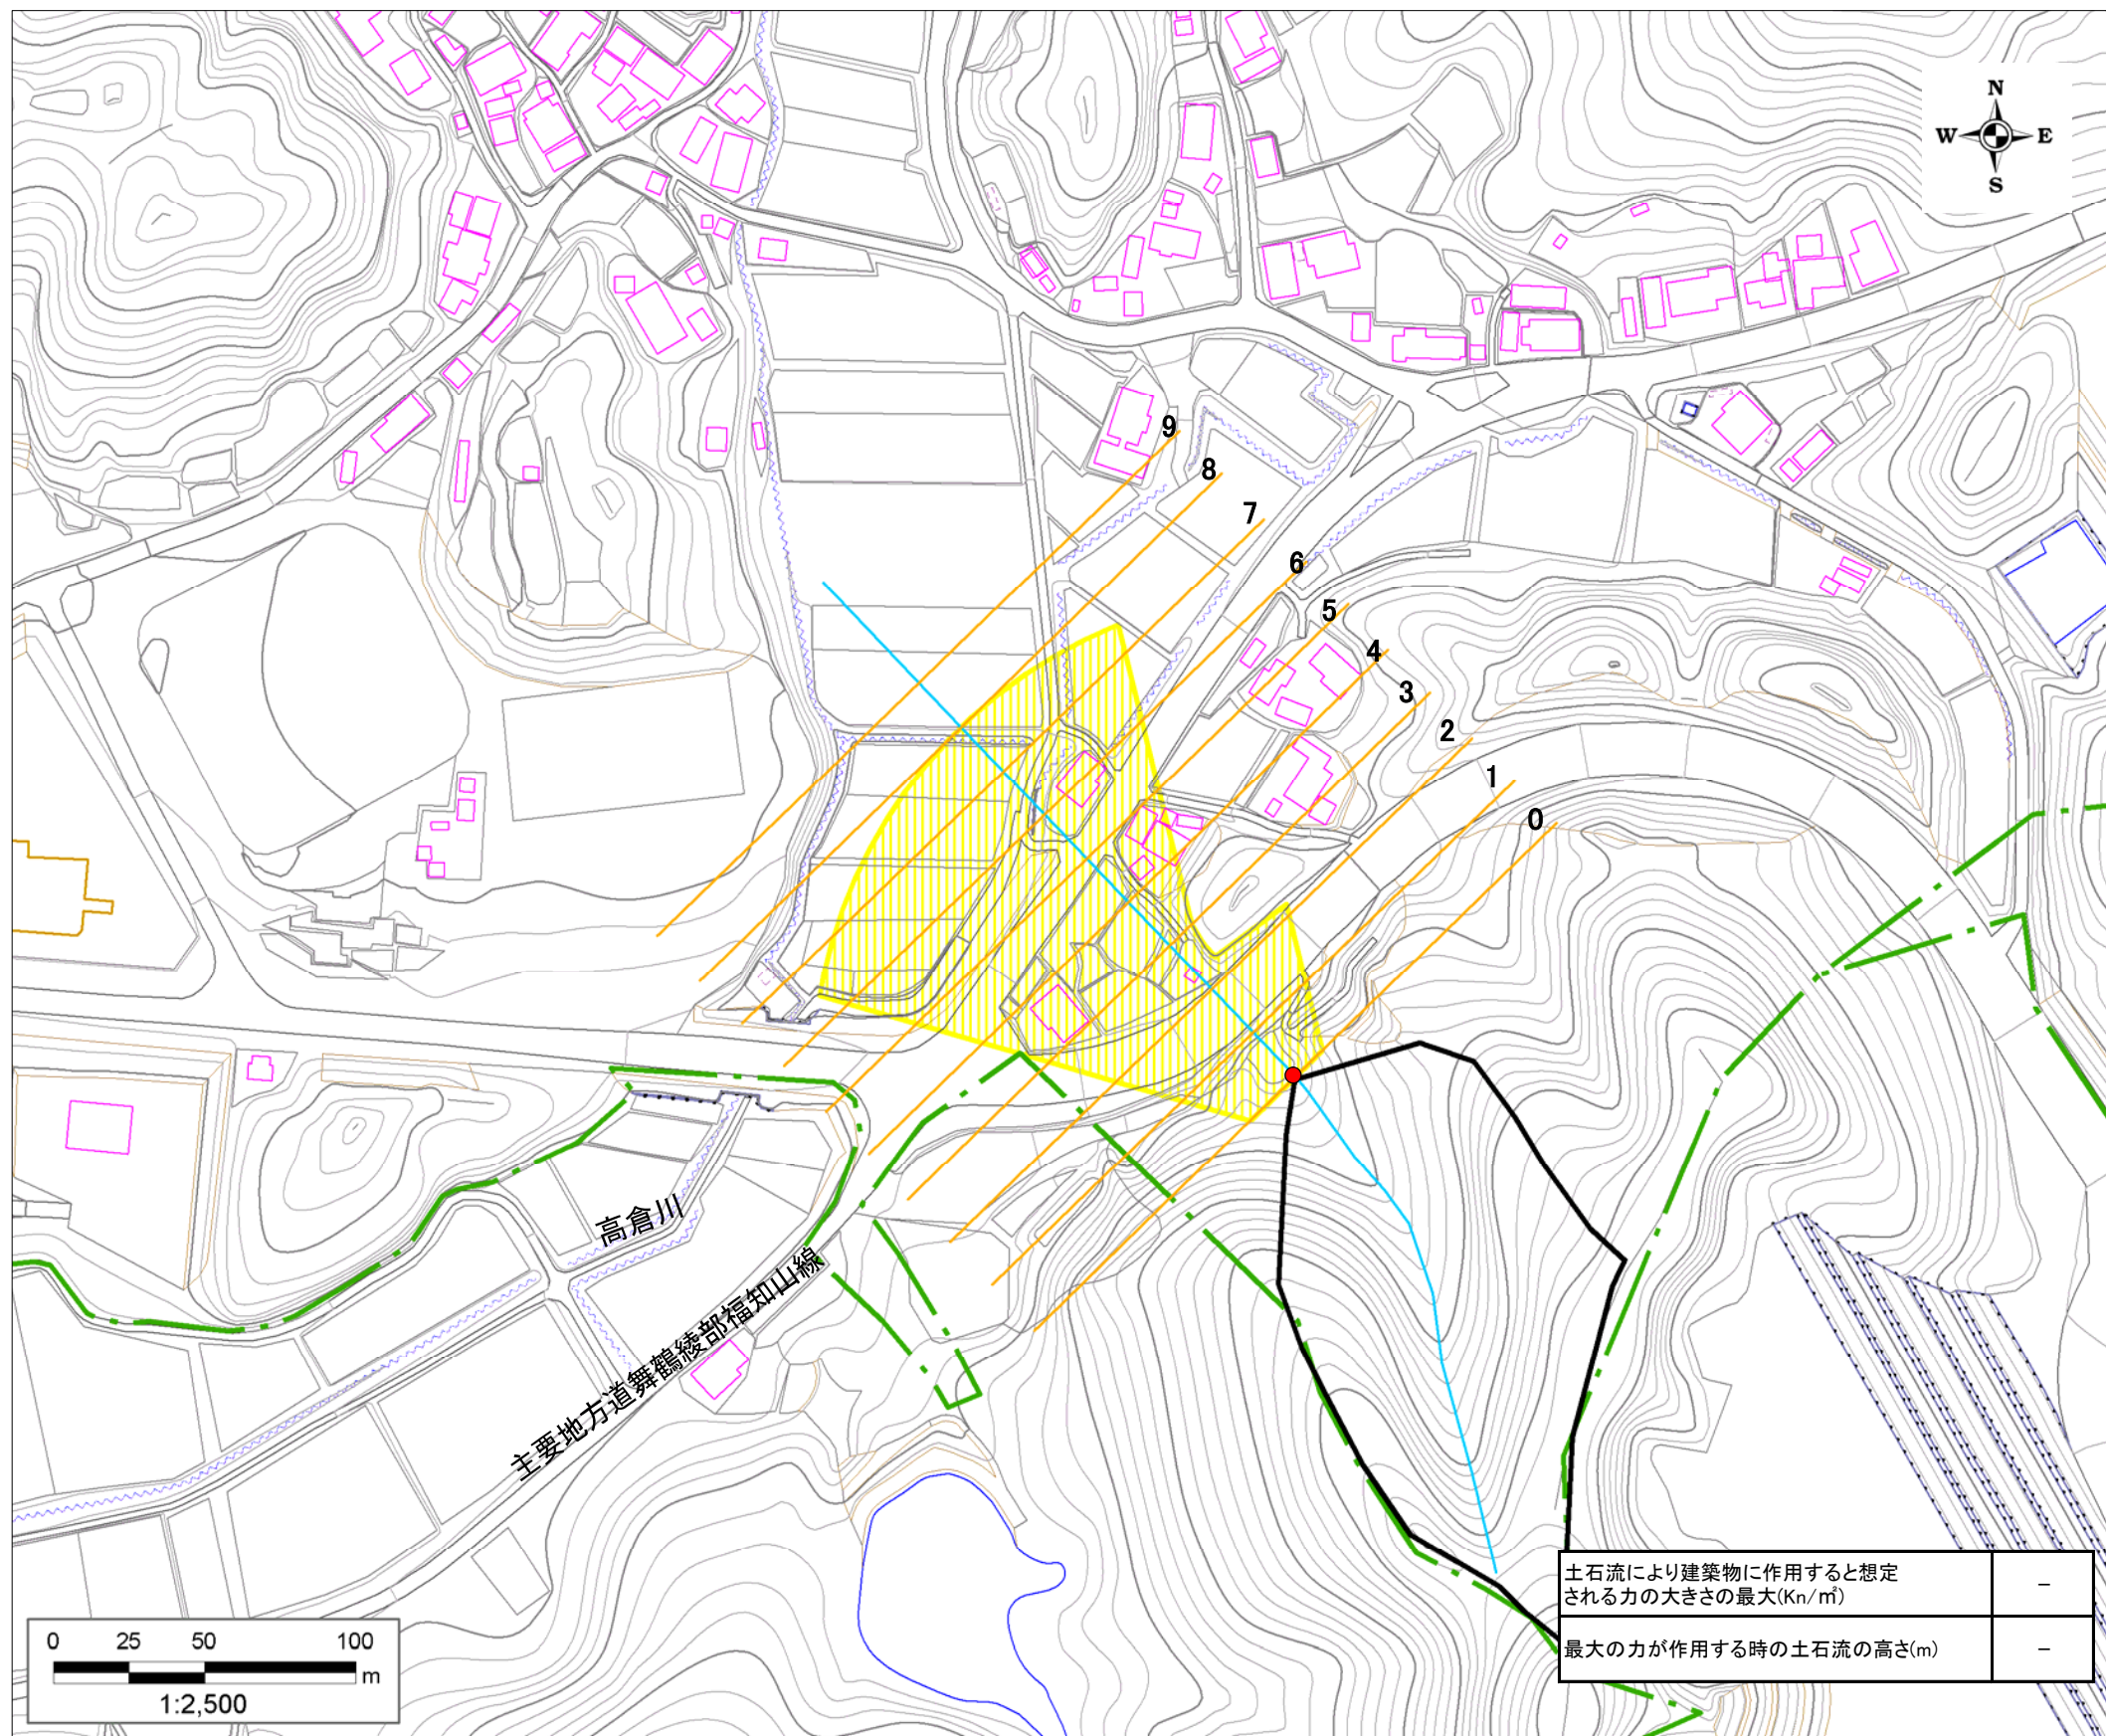 N
W E
S
9
8
7
6
5
4
3
2
1
0
高倉川
主要地方道舞鶴綾部福知山線
土石流により建築物に作用すると想定
される力の大きさの最大(Kn/㎡)
－
最大の力が作用する時の土石流の高さ(m)
－
0 25 50 100
m
1:2,500